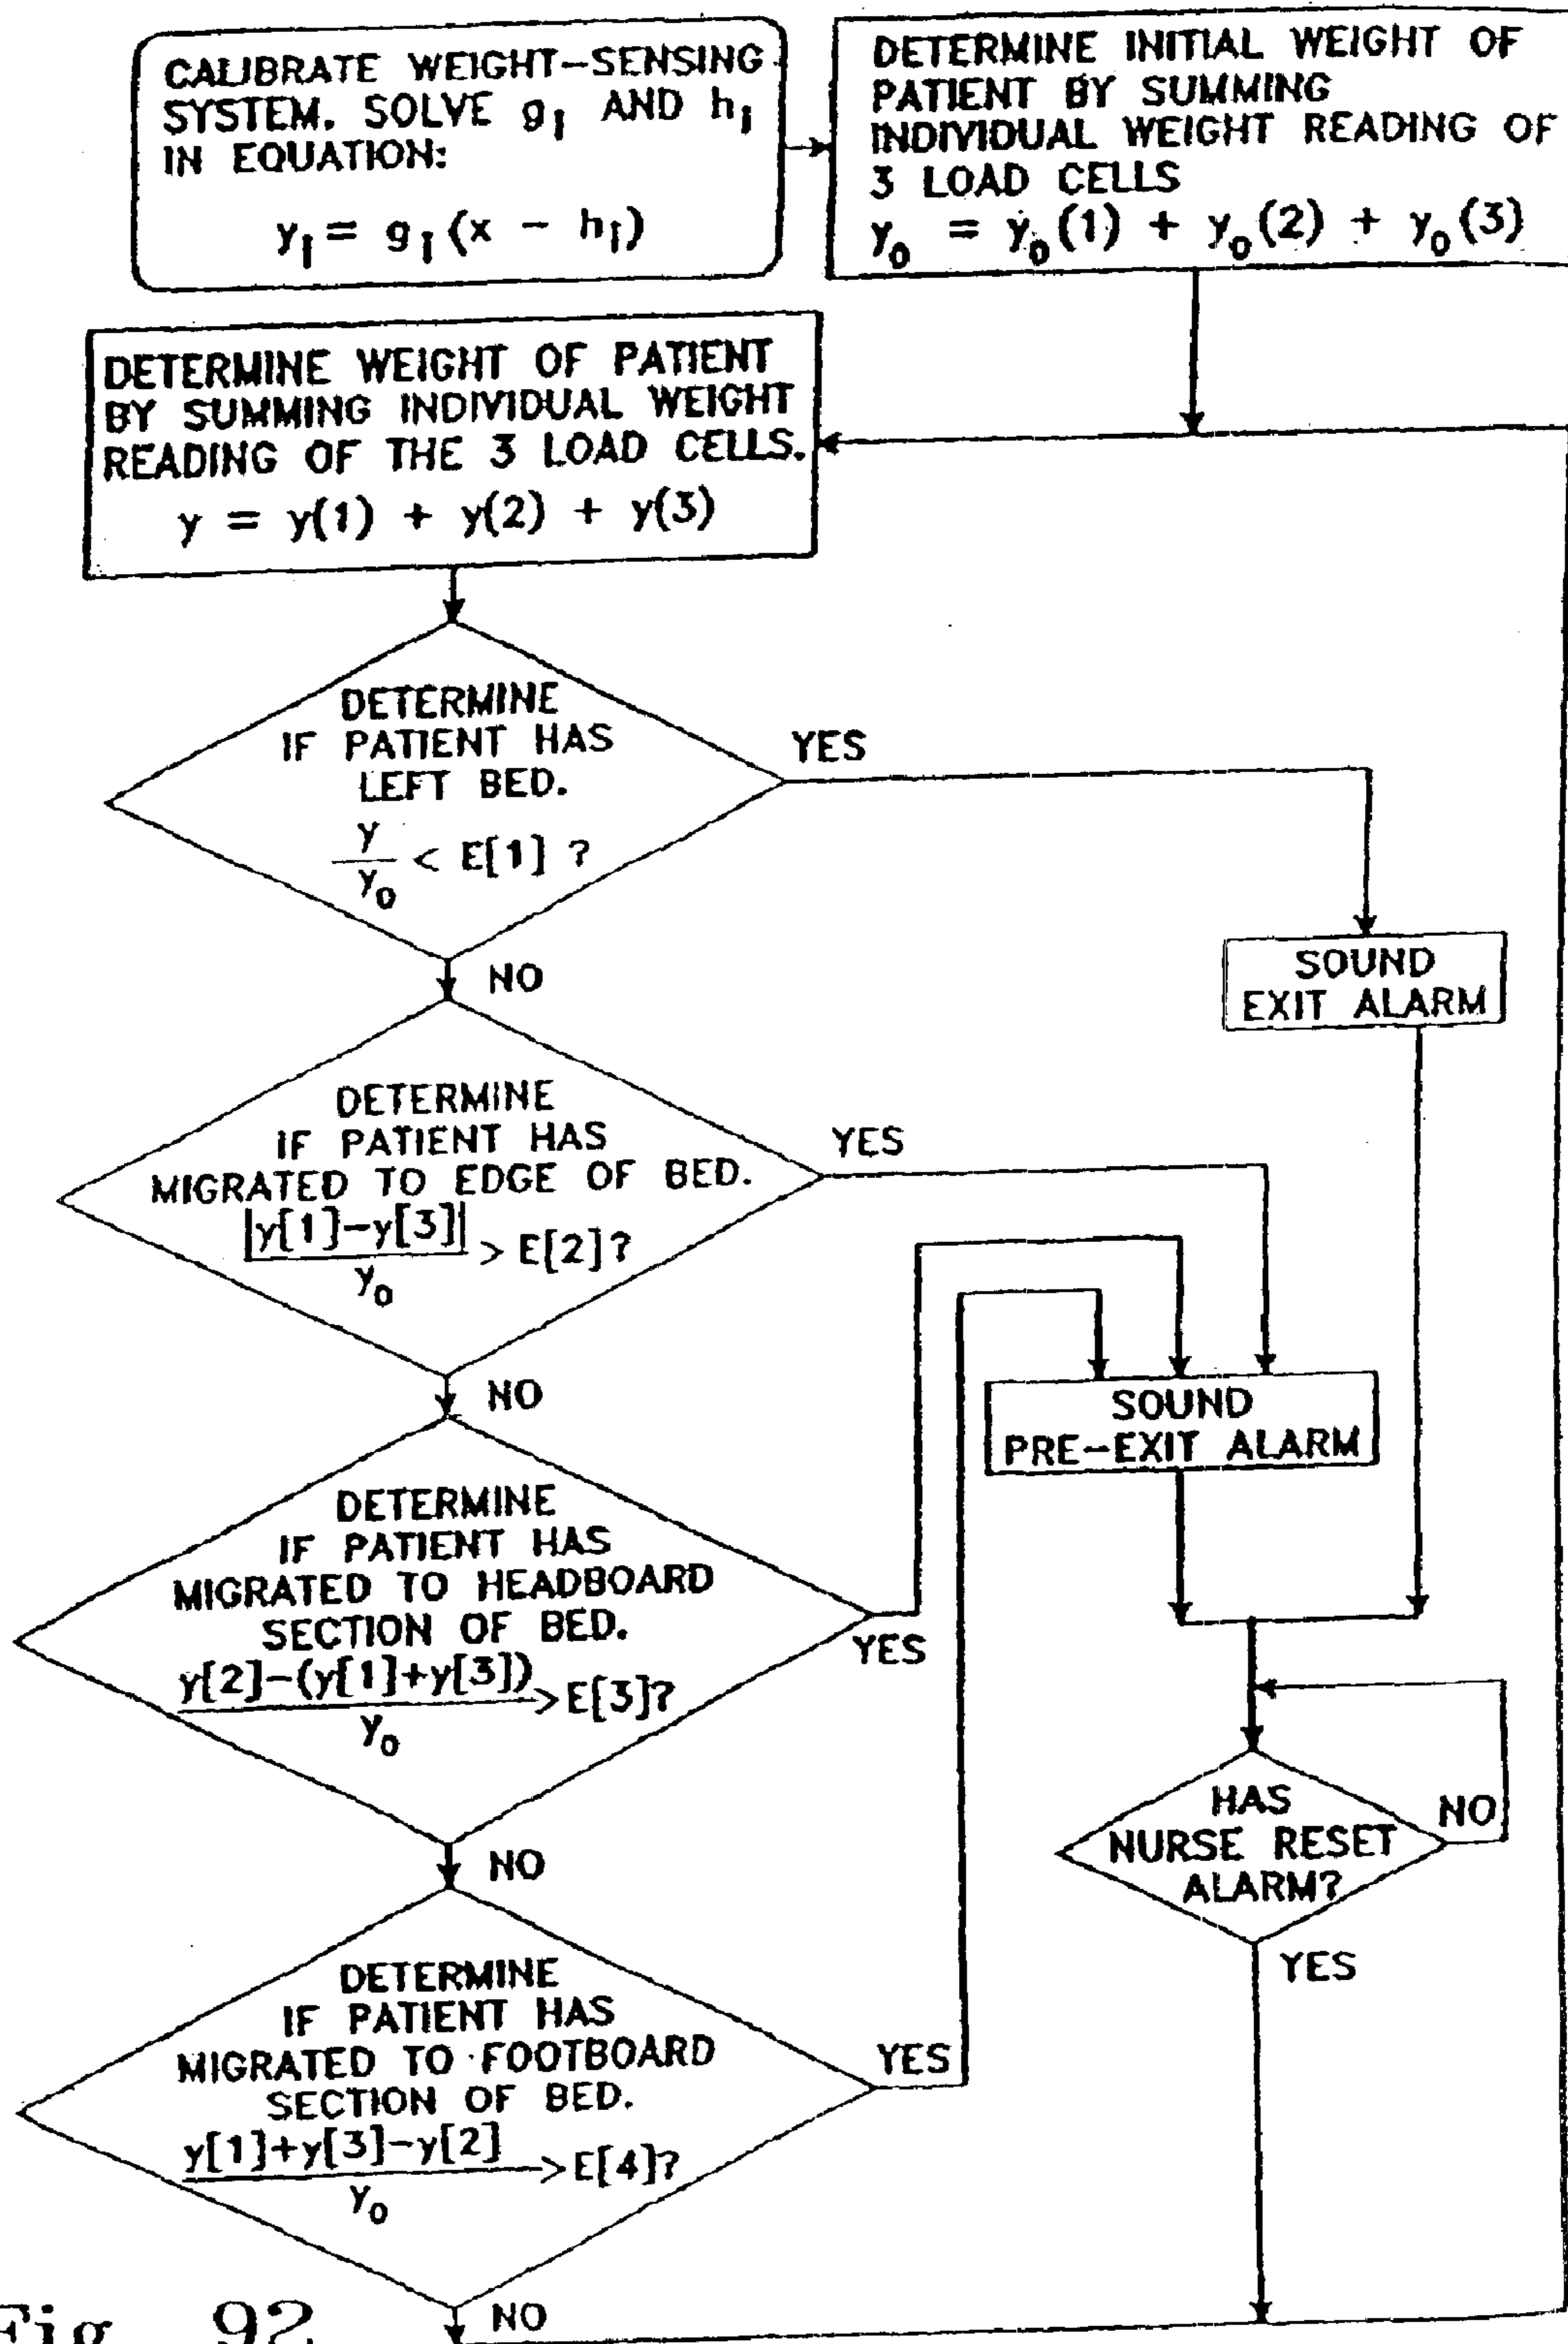 CALIBRATE WEIGHT-SENSING
SYSTEM. SOLVE g_i AND h_i
IN EQUATION:
y_i = g_i (x - h_i)
DETERMINE INITIAL WEIGHT OF
PATIENT BY SUMMING
INDIVIDUAL WEIGHT READING OF
3 LOAD CELLS
y_0 = y_0(1) + y_0(2) + y_0(3)
DETERMINE WEIGHT OF PATIENT
BY SUMMING INDIVIDUAL WEIGHT
READING OF THE 3 LOAD CELLS.
y = y(1) + y(2) + y(3)
DETERMINE
IF PATIENT HAS
LEFT BED.
y
y_0
< E[1] ?
YES
NO
SOUND
EXIT ALARM
DETERMINE
IF PATIENT HAS
MIGRATED TO EDGE OF BED.
|y[1]-y[3]|
y_0
> E[2]?
YES
NO
SOUND
PRE-EXIT ALARM
DETERMINE
IF PATIENT HAS
MIGRATED TO HEADBOARD
SECTION OF BED.
y[2]-(y[1]+y[3])
y_0
> E[3]?
YES
NO
HAS
NURSE RESET
ALARM?
NO
YES
DETERMINE
IF PATIENT HAS
MIGRATED TO FOOTBOARD
SECTION OF BED.
y[1]+y[3]-y[2]
y_0
> E[4]?
YES
NO
Fig. 92